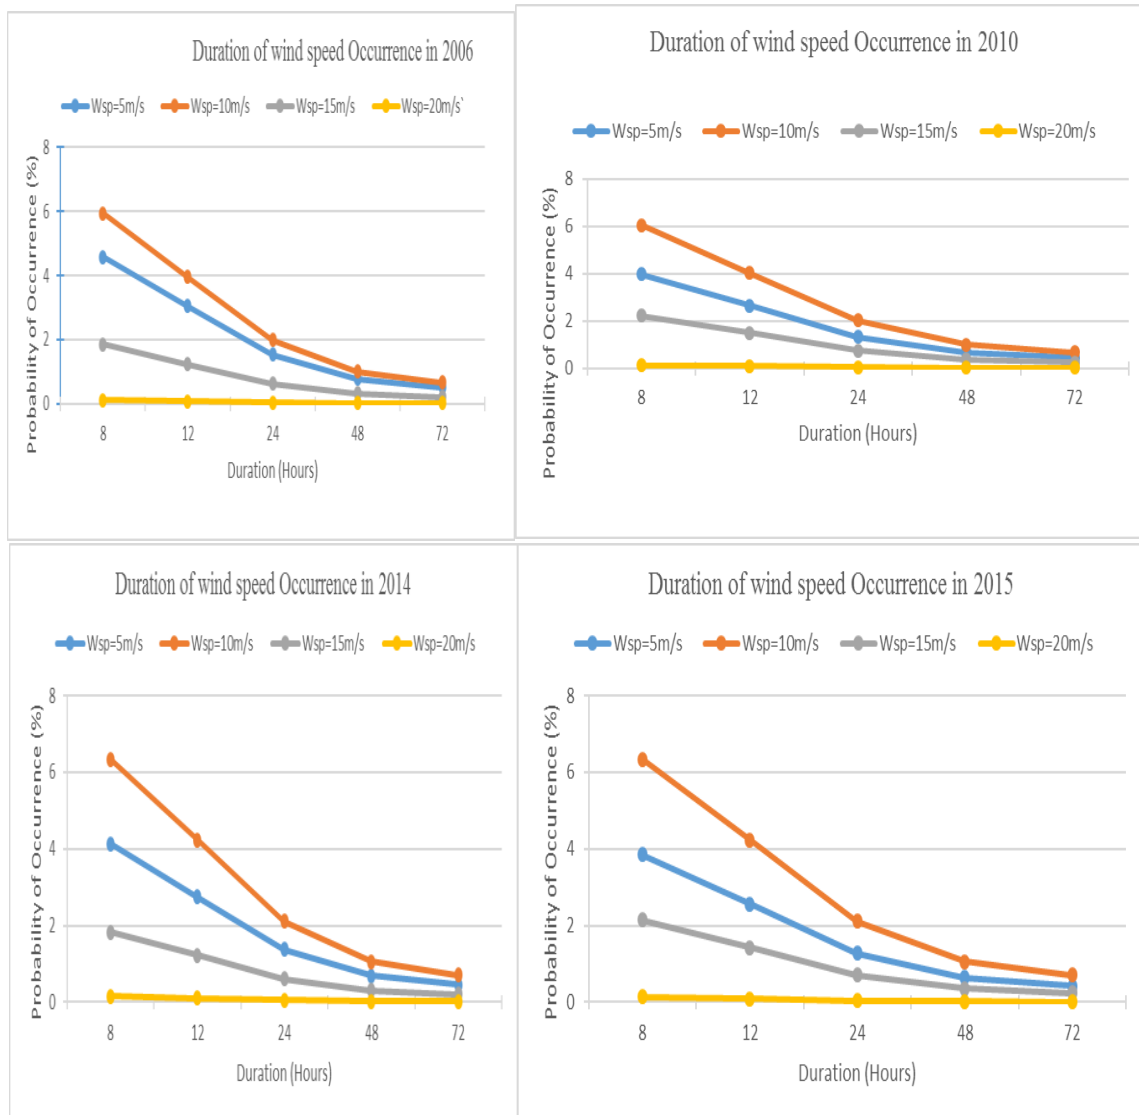 Duration of wind speed Occurrence in 2006
Wsp=5m/s Wsp=10m/s Wsp=15m/s Wsp=20m/s`
Probability of Occurrence (%)
8
6
4
2
0
8 12 24 48 72
Duration (Hours)
Duration of wind speed Occurrence in 2010
Wsp=5m/s Wsp=10m/s Wsp=15m/s Wsp=20m/s
Probability of Occurrence (%)
8
6
4
2
0
8 12 24 48 72
Duration (Hours)
Duration of wind speed Occurrence in 2014
Wsp=5m/s Wsp=10m/s Wsp=15m/s Wsp=20m/s
Probability of Occurrence (%)
8
6
4
2
0
8 12 24 48 72
Duration (Hours)
Duration of wind speed Occurrence in 2015
Wsp=5m/s Wsp=10m/s Wsp=15m/s Wsp=20m/s
Probability of Occurrence (%)
8
6
4
2
0
8 12 24 48 72
Duration (Hours)